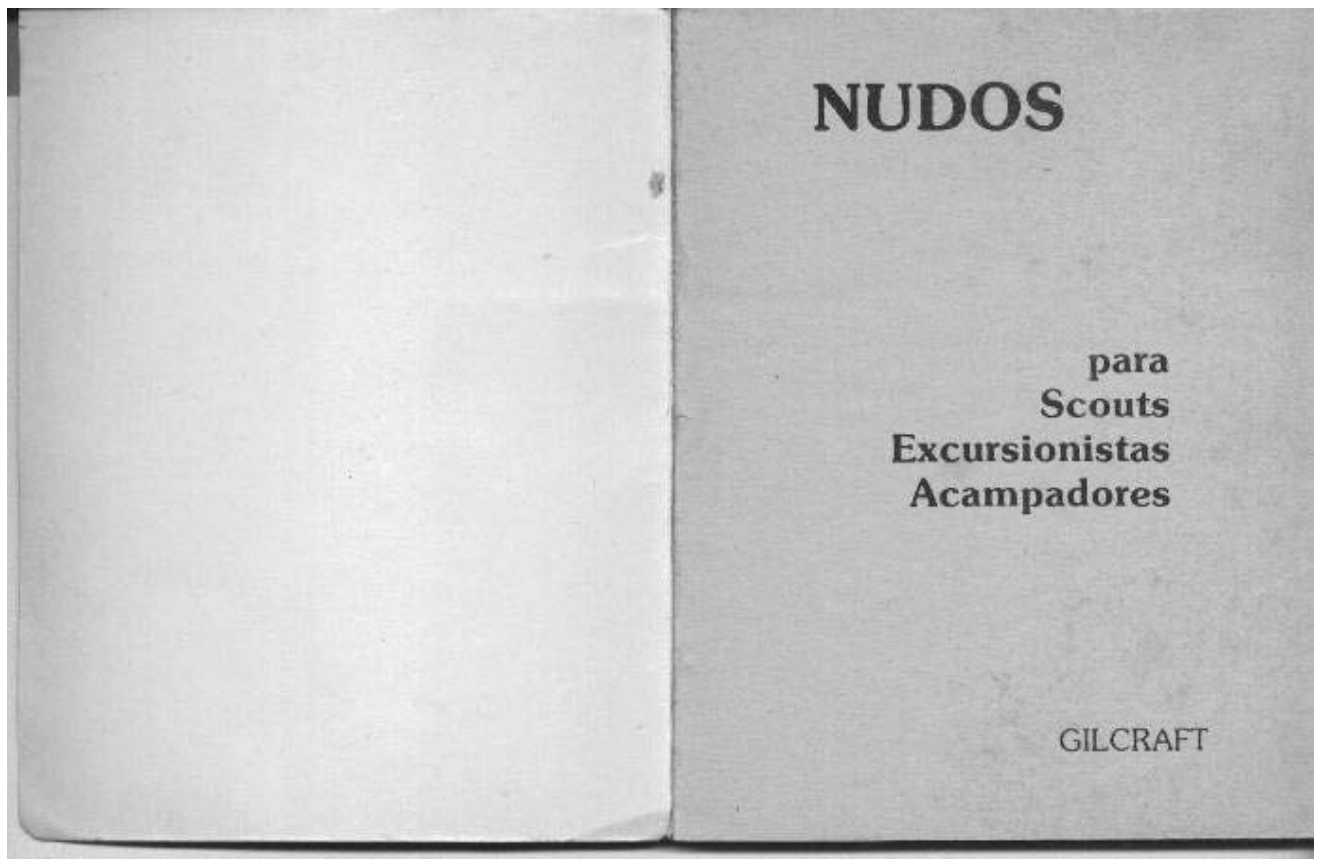 NUDOS
para
Scouts
Excursionistas
Acampadores
GILCRAFT